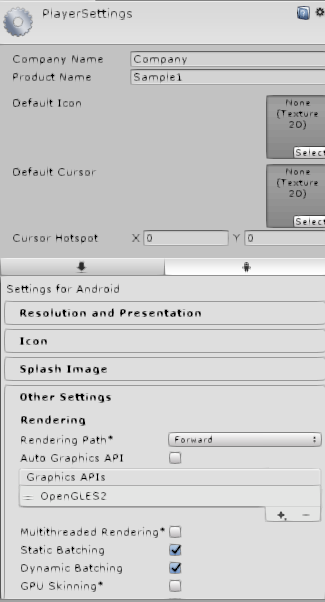 PlayerSettings
Company Name Company
Product Name Sample1
Default Icon
None
(Texture
2D)
Select
Default Cursor
None
(Texture
2D)
Select
Cursor Hotspot X 0 Y 0
Settings for Android
Resolution and Presentation
Icon
Splash Image
Other Settings
Rendering
Rendering Path* Forward
Auto Graphics API
Graphics APIs
= OpenGLES2
+ -
Multithreaded Rendering*
Static Batching
Dynamic Batching
GPU Skinning*